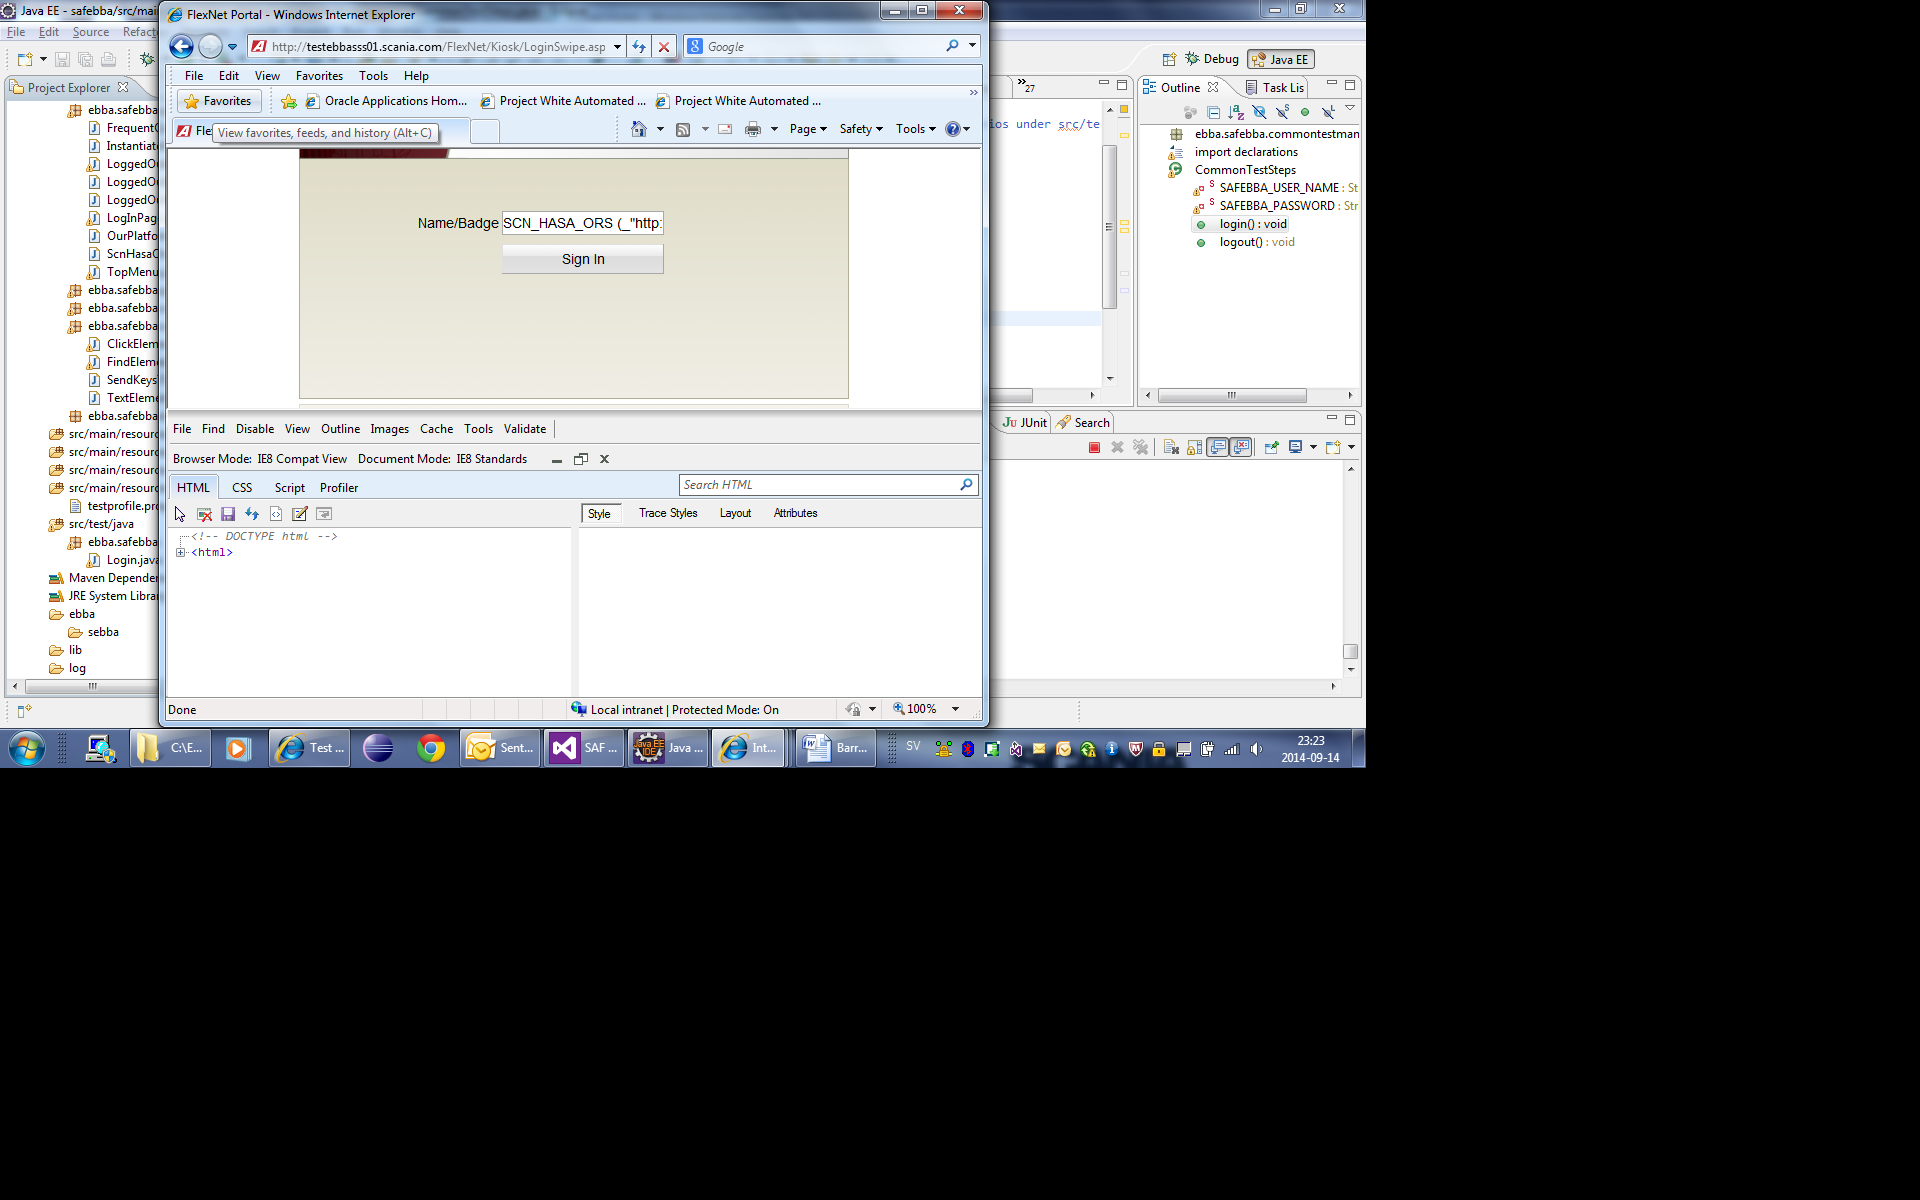 Java EE - safebba/src/mai
File Edit Source Refact
Project Explorer
ebba.safebba
Instantiat
LoggedOu
LoggedOu
LoggedOu
LogInPag
OurPlatfo
ScnHasaO
TopMenu
ebba.safebba
ebba.safebba
ebba.safebba
ClickElem
FindEleme
SendKeys
TextEleme
ebba.safebba
src/main/resourc
src/main/resourc
src/main/resourc
src/main/resourc
testprofile.pro
src/test/java
ebba.safebba
Login.java
Maven Depender
JRE System Librar
ebba
sebba
lib
log
FlexNet Portal - Windows Internet Explorer
http://testebbasss01.scania.com/FlexNet/Kiosk/LoginSwipe.asp
Google
File Edit View Favorites Tools Help
Favorites Oracle Applications Hom... Project White Automated ... Project White Automated ...
Fle
View favorites, feeds, and history (Alt+C)
Page Safety Tools
Name/Badge SCN_HASA_ORS (_"http:
Sign In
File Find Disable View Outline Images Cache Tools Validate
Browser Mode: IE8 Compat View Document Mode: IE8 Standards
HTML CSS Script Profiler
Search HTML
Style Trace Styles Layout Attributes
<!-- DOCTYPE html -->
<html>
Done
Local intranet | Protected Mode: On
100%
Debug Java EE
27
ios under src/te
Outline Task Lis
ebba.safebba.commontestman
import declarations
CommonTestSteps
SAFEBBA_USER_NAME : St
SAFEBBA_PASSWORD : Str
login() : void
logout() : void
JUnit Search
C:\E... Test ... Sent... SAF ... Java ... Int... Barr...
SV
23:23
2014-09-14